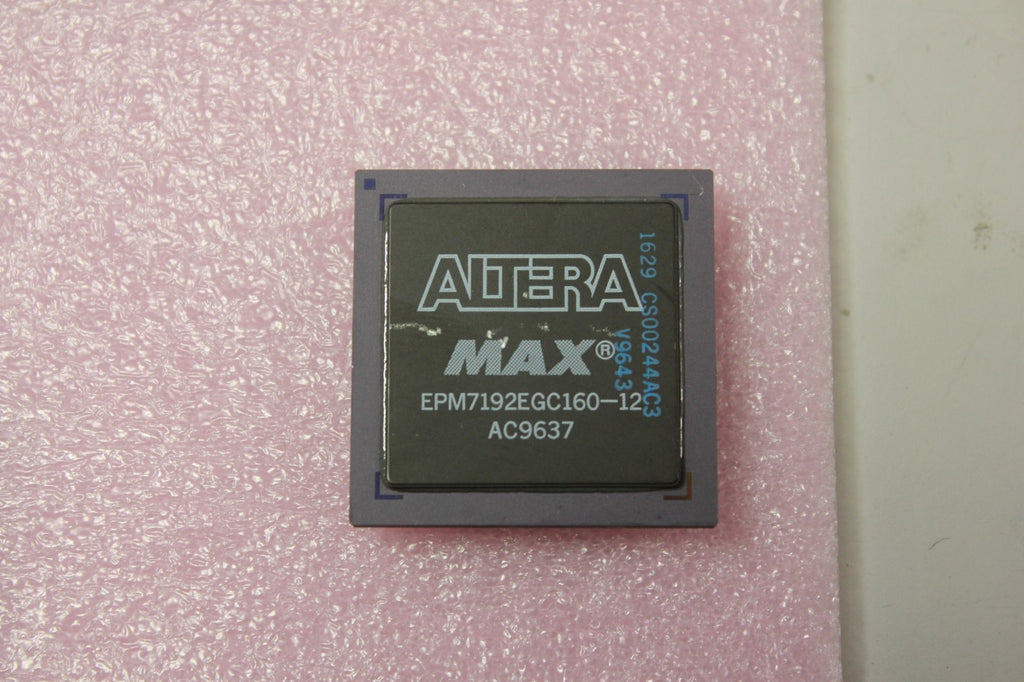 ALTERA
MAX®
EPM7192EGC160-12
AC9637
1629 CS00244AC3
V9643